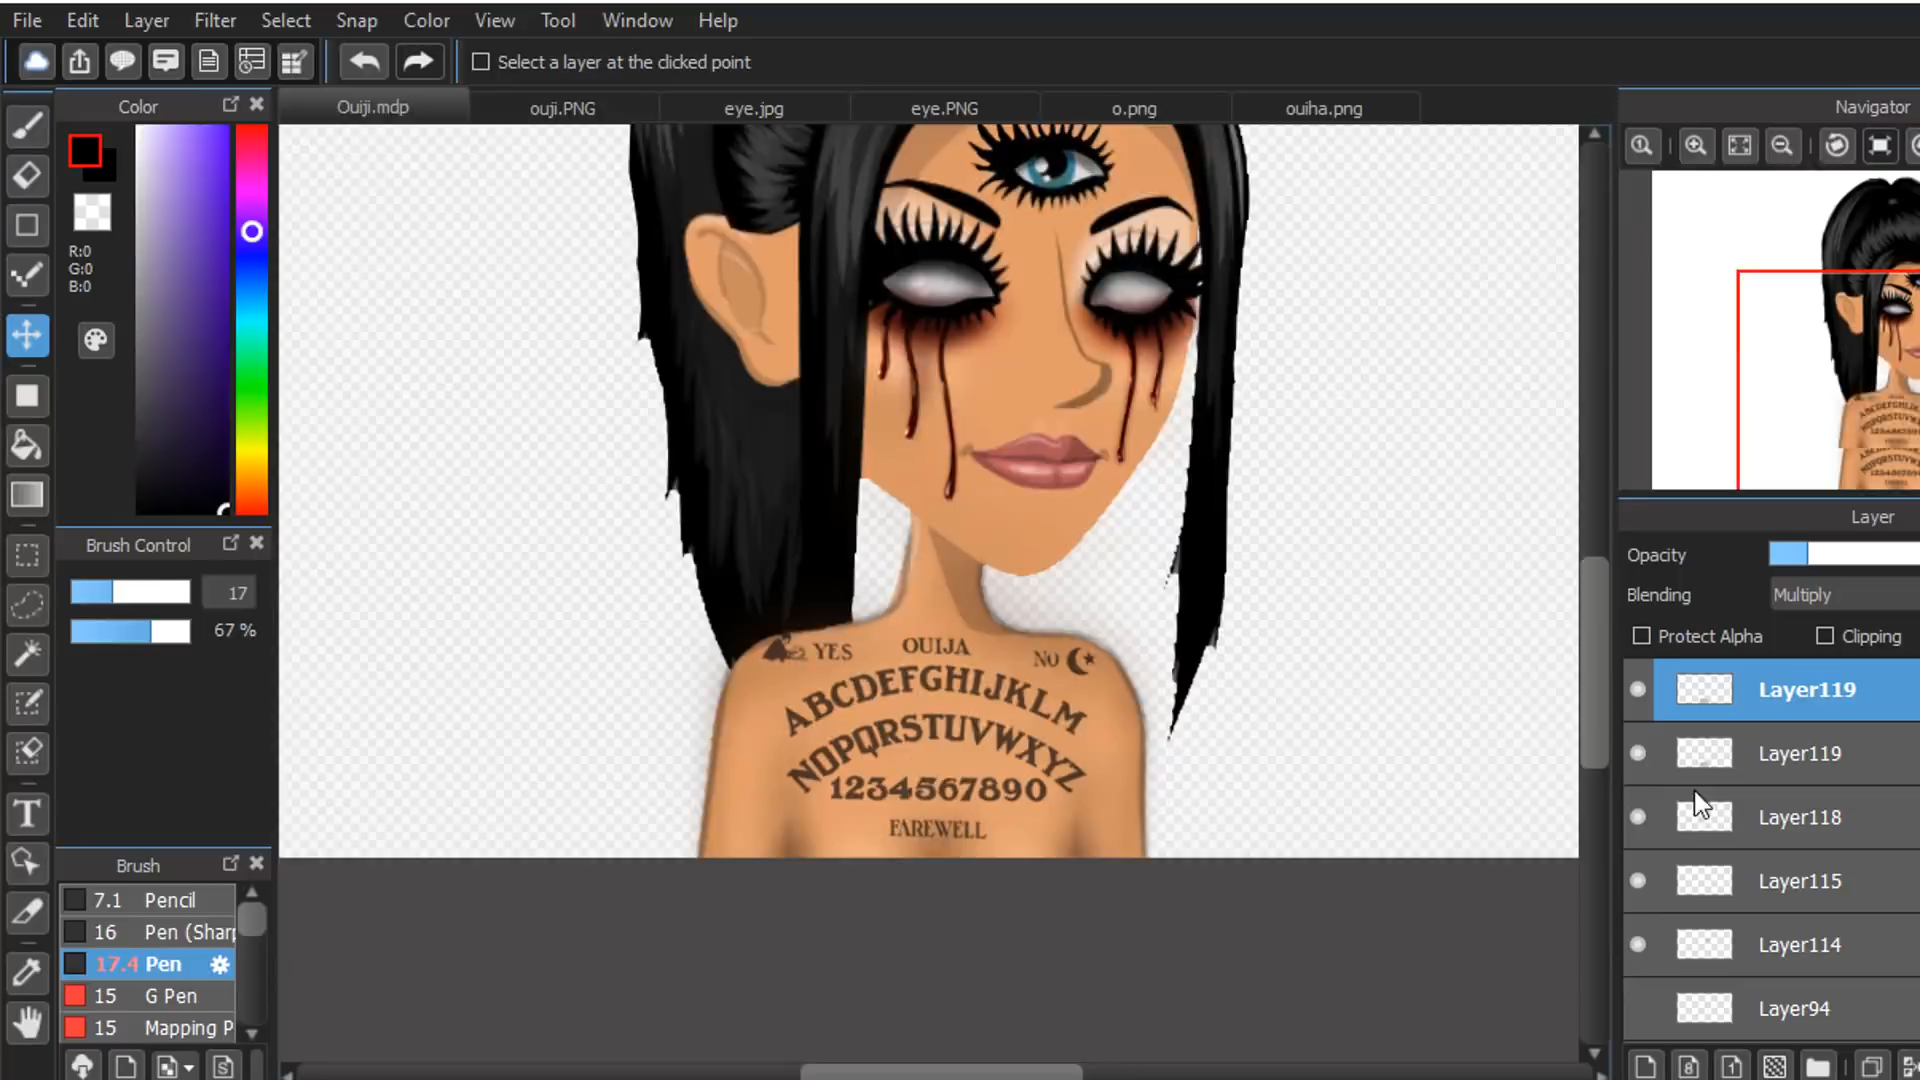 File Edit Layer Filter Select Snap Color View Tool Window Help
Select a layer at the clicked point
Color
Ouiji.mdp ouji.PNG eye.jpg eye.PNG o.png ouiha.png
Navigator
R:0
G:0
B:0
Brush Control
17
67 %
YES OUIJA NO
ABCDEFGHIJKLM
NOPQRSTUVWXYZ
1234567890
FAREWELL
Brush
7.1 Pencil
16 Pen (Shar
17.4 Pen
15 G Pen
15 Mapping P
T
Layer
Opacity
Blending Multiply
Protect Alpha Clipping
Layer119
Layer119
Layer118
Layer115
Layer114
Layer94